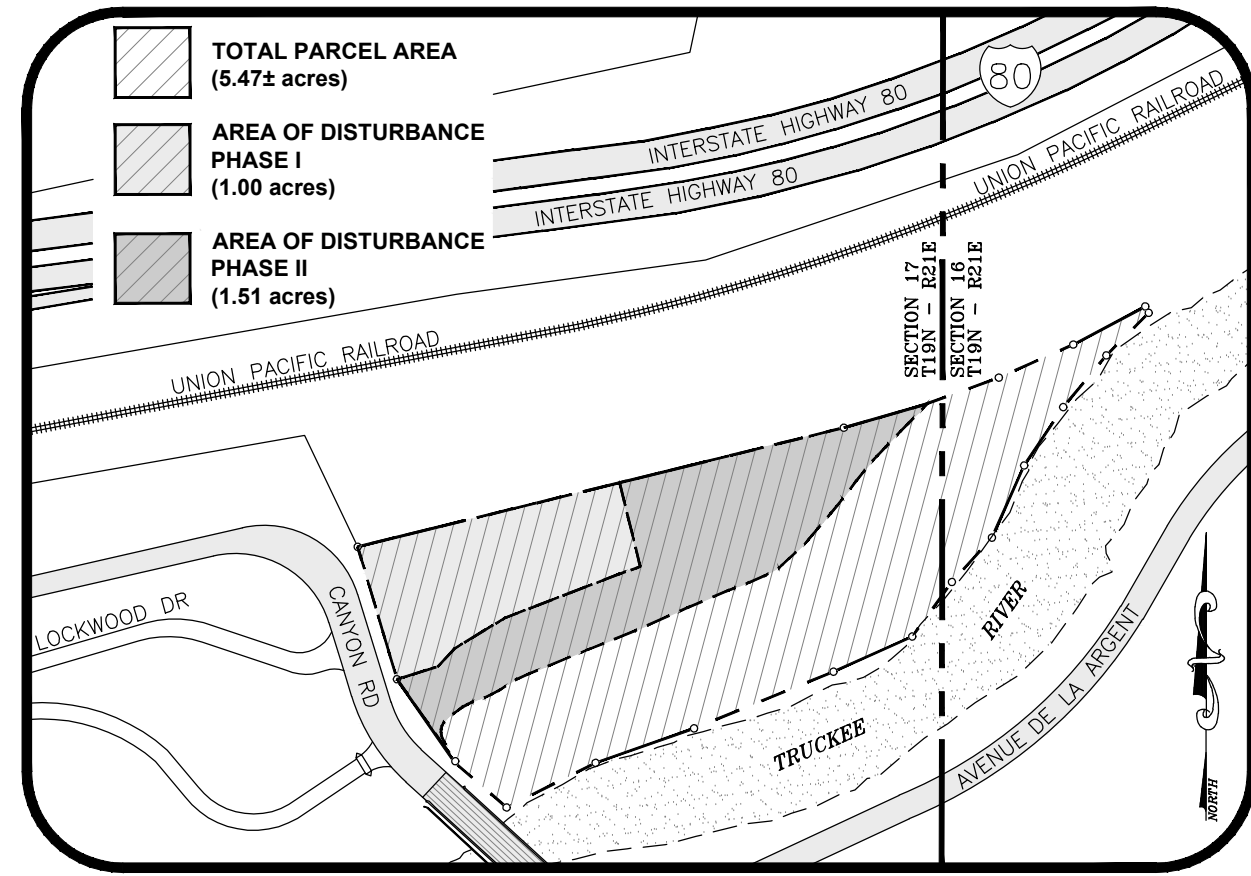 TOTAL PARCEL AREA
(5.47± acres)
AREA OF DISTURBANCE
PHASE I
(1.00 acres)
AREA OF DISTURBANCE
PHASE II
(1.51 acres)
80
INTERSTATE HIGHWAY 80
INTERSTATE HIGHWAY 80
UNION PACIFIC RAILROAD
UNION PACIFIC RAILROAD
SECTION 17
T19N - R21E
SECTION 16
T19N - R21E
LOCKWOOD DR
CANYON RD
TRUCKEE
RIVER
AVENUE DE LA ARGENT
NORTH